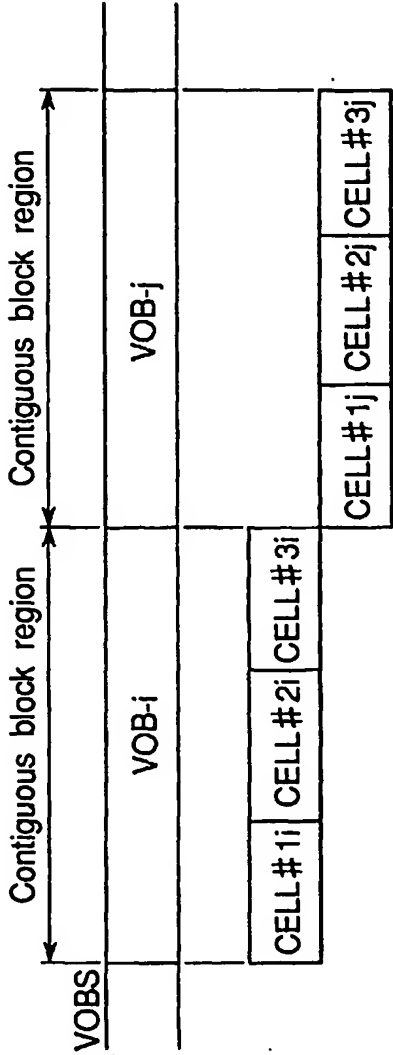 Contiguous block region Contiguous block region
VOBS
VOB-i VOB-j
CELL#1i CELL#2i CELL#3i
CELL#1j CELL#2j CELL#3j